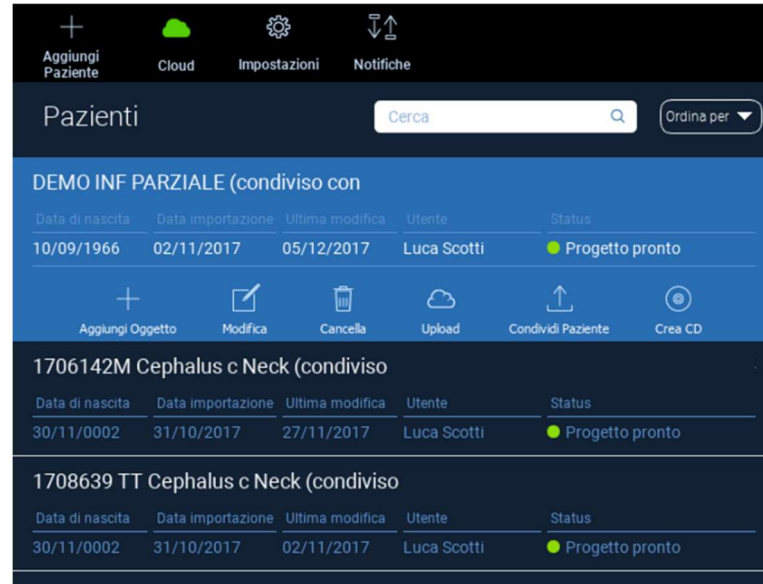 Aggiungi Paziente Cloud Impostazioni Notifiche
Pazienti Cerca Ordina per
DEMO INF PARZIALE (condiviso con
Data di nascita Data importazione Ultima modifica Utente Status
10/09/1966 02/11/2017 05/12/2017 Luca Scotti Progetto pronto
Aggiungi Oggetto Modifica Cancella Upload Condividi Paziente Crea CD
1706142M Cephalus c Neck (condiviso
Data di nascita Data importazione Ultima modifica Utente Status
30/11/0002 31/10/2017 27/11/2017 Luca Scotti Progetto pronto
1708639 TT Cephalus c Neck (condiviso
Data di nascita Data importazione Ultima modifica Utente Status
30/11/0002 31/10/2017 02/11/2017 Luca Scotti Progetto pronto